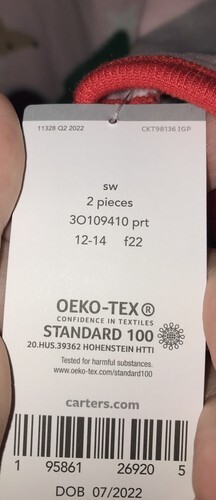 11328 Q2 2022 CKT98136 1GP
sw
2 pieces
3O109410 prt
12-14 f22
OEKO-TEX®
CONFIDENCE IN TEXTILES
STANDARD 100
20.HUS.39362 HOHENSTEIN HTTI
Tested for harmful substances.
www.oeko-tex.com/standard100
carters.com
1 95861 26920 5
DOB 07/2022